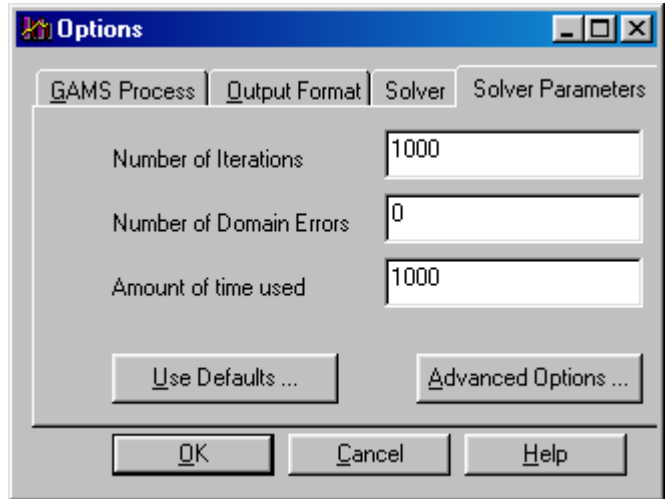 Options
GAMS Process Output Format Solver Solver Parameters
Number of Iterations 1000
Number of Domain Errors 0
Amount of time used 1000
Use Defaults ... Advanced Options ...
OK Cancel Help